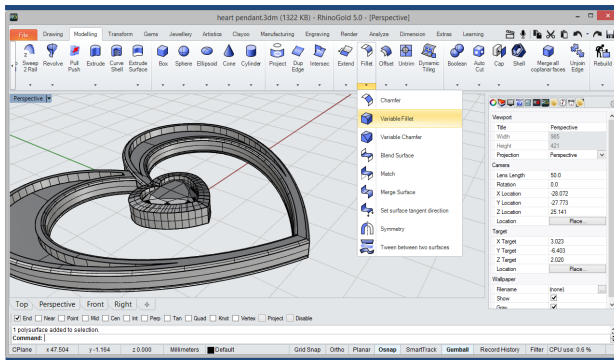 heart pendant.3dm (1322 KB) - RhinoGold 5.0 - [Perspective]
File Drawing Modelling Transform Gems Jewellery Artistics Clayoo Manufacturing Engraving Render Analyze Dimension Extras Learning
Sweep 2 Rail Revolve Pull Push Extrude Curve Shell Extrude Surface Box Sphere Ellipsoid Cone Cylinder Project Dup Edge Intersec Extend Fillet Offset Untrim Dynamic Tiling Boolean Auto Cut Cap Shell Merge all coplanar faces Unjoin Edge Rebuild
Perspective
Chamfer
Variable Fillet
Variable Chamfer
Blend Surface
Match
Merge Surface
Set surface tangent direction
Symmetry
Tween between two surfaces
Viewport
Title Perspective
Width 985
Height 421
Projection Perspective
Camera
Lens Length 50.0
Rotation 0.0
X Location -28.072
Y Location -27.773
Z Location 25.141
Location Place...
Target
X Target 3.023
Y Target -6.403
Z Target 2.020
Location Place...
Wallpaper
Filename (none)
Show
Gray
Top Perspective Front Right
End Near Point Mid Cen Int Perp Tan Quad Knot Vertex Project Disable
1 polysurface added to selection.
Command:
CPlane x 47.504 y -1.164 z 0.000 Millimeters Default Grid Snap Ortho Planar Osnap SmartTrack Gumball Record History Filter CPU use: 0.6 %